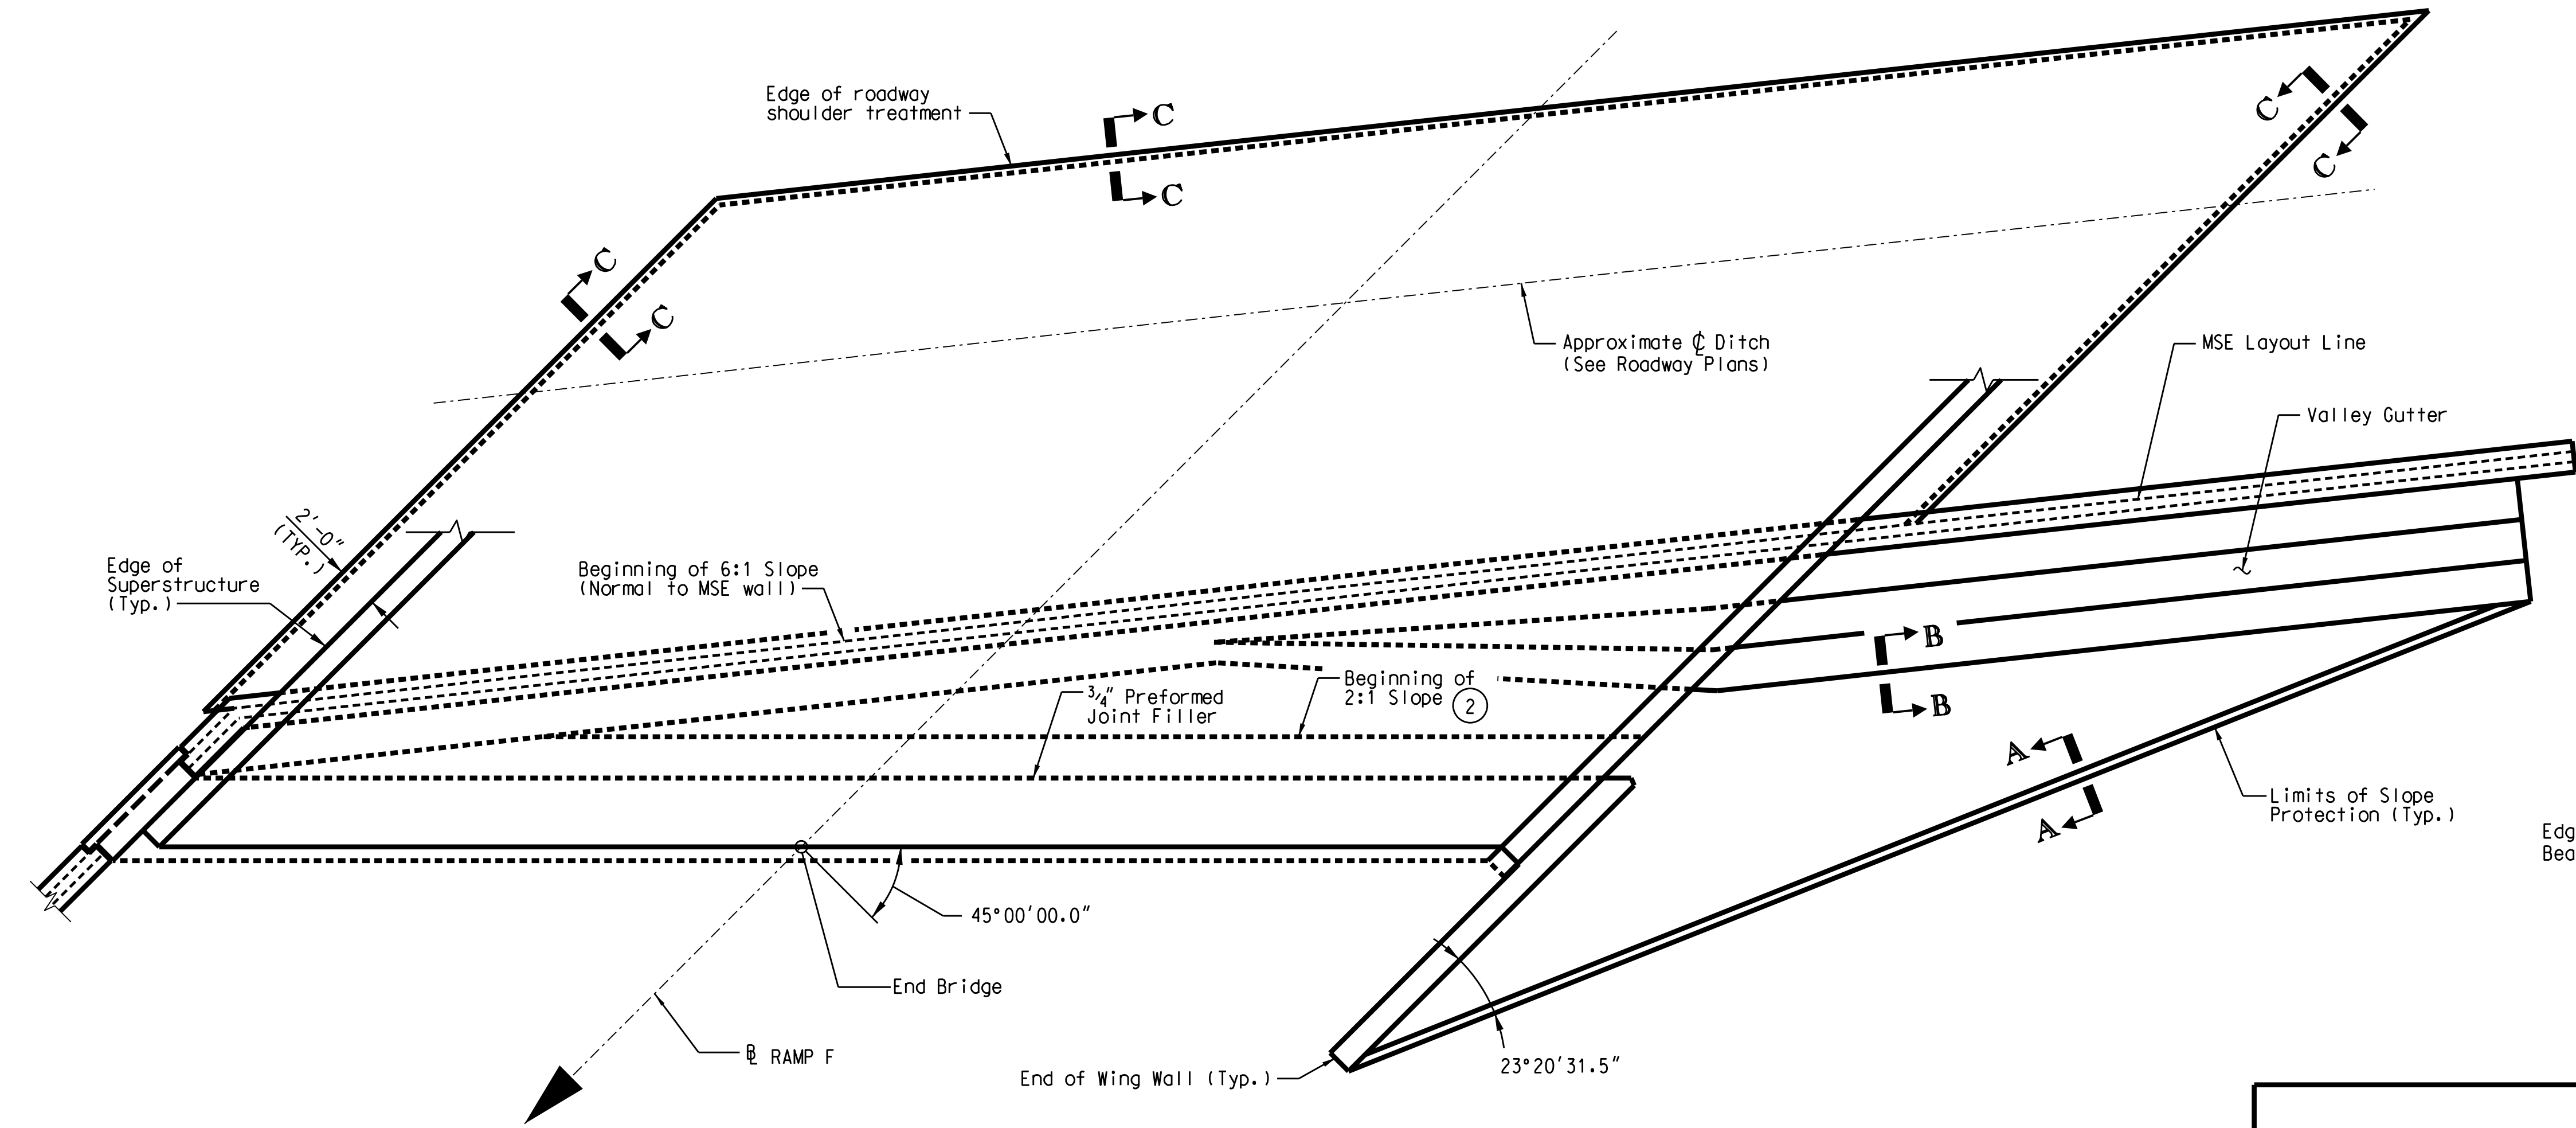 Edge of roadway
shoulder treatment
C
C
C
C
C
C
Approximate ℄ Ditch
(See Roadway Plans)
MSE Layout Line
Valley Gutter
2'-0"
(TYP.)
Edge of
Superstructure
(Typ.)
Beginning of 6:1 Slope
(Normal to MSE wall)
3/4" Preformed
Joint Filler
Beginning of
2:1 Slope 2
B
B
A
A
Limits of Slope
Protection (Typ.)
Edg
Bea
45°00'00.0"
End Bridge
BL RAMP F
End of Wing Wall (Typ.)
23°20'31.5"